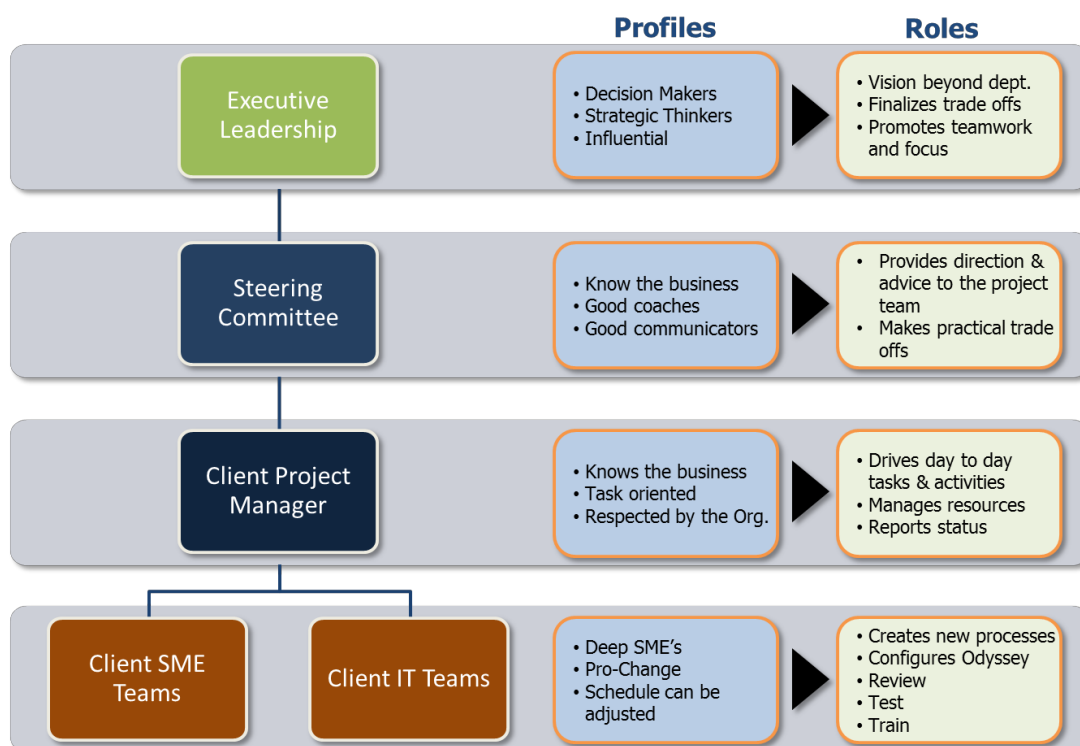 Profiles
Roles
Executive
Leadership
• Decision Makers
• Strategic Thinkers
• Influential
• Vision beyond dept.
• Finalizes trade offs
• Promotes teamwork
and focus
Steering
Committee
• Know the business
• Good coaches
• Good communicators
• Provides direction &
advice to the project
team
• Makes practical trade
offs
Client Project
Manager
• Knows the business
• Task oriented
• Respected by the Org.
• Drives day to day
tasks & activities
• Manages resources
• Reports status
Client SME
Teams
Client IT Teams
• Deep SME's
• Pro-Change
• Schedule can be
adjusted
• Creates new processes
• Configures Odyssey
• Review
• Test
• Train